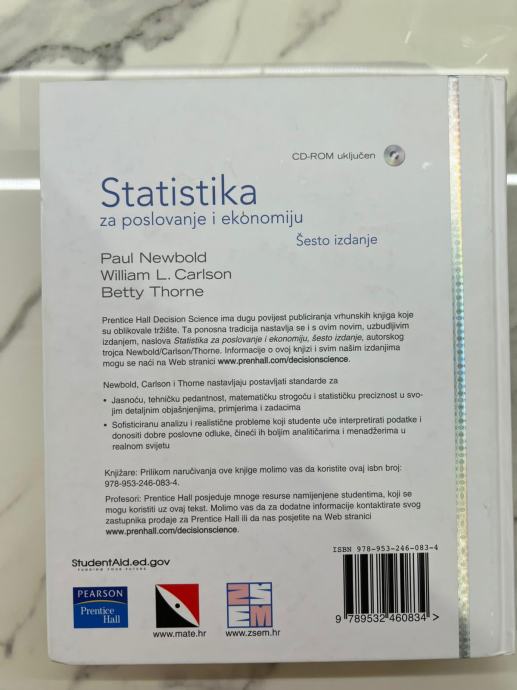 CD-ROM uključen
Statistika
za poslovanje i ekonomiju
Šesto izdanje
Paul Newbold
William L. Carlson
Betty Thorne
Prentice Hall Decision Science ima dugu povijest publiciranja vrhunskih knjiga koje
su oblikovale tržište. Ta ponosna tradicija nastavlja se i s ovim novim, uzbudljivim
izdanjem, naslova Statistika za poslovanje i ekonomiju, šesto izdanje, autorskog
trojca Newbold/Carlson/Thorne. Informacije o ovoj knjizi i svim našim izdanjima
mogu se naći na Web stranici www.prenhall.com/decisionscience.
Newbold, Carlson i Thorne nastavljaju postavljati standarde za
• Jasnoću, tehničku pedantnost, matematičku strogoću i statističku preciznost u svo-
jim detaljnim objašnjenjima, primjerima i zadacima
• Sofisticiranu analizu i realistične probleme koji studente uče interpretirati podatke i
donositi dobre poslovne odluke, čineći ih boljim analitičarima i menadžerima u
realnom svijetu
Knjižare: Prilikom naručivanja ove knjige molimo vas da koristite ovaj isbn broj:
978-953-246-083-4.
Profesori: Prentice Hall posjeduje mnoge resurse namijenjene studentima, koji se
mogu koristiti uz ovaj tekst. Molimo vas da za dodatne informacije kontaktirate svog
zastupnika prodaje za Prentice Hall ili da nas posjetite na Web stranici
www.prenhall.com/decisionscience.
StudentAid.ed.gov
FUNDING YOUR FUTURE
PEARSON
Prentice
Hall
www.mate.hr
ZS
EM
www.zsem.hr
ISBN 978-953-246-083-4
9 789532 460834 >